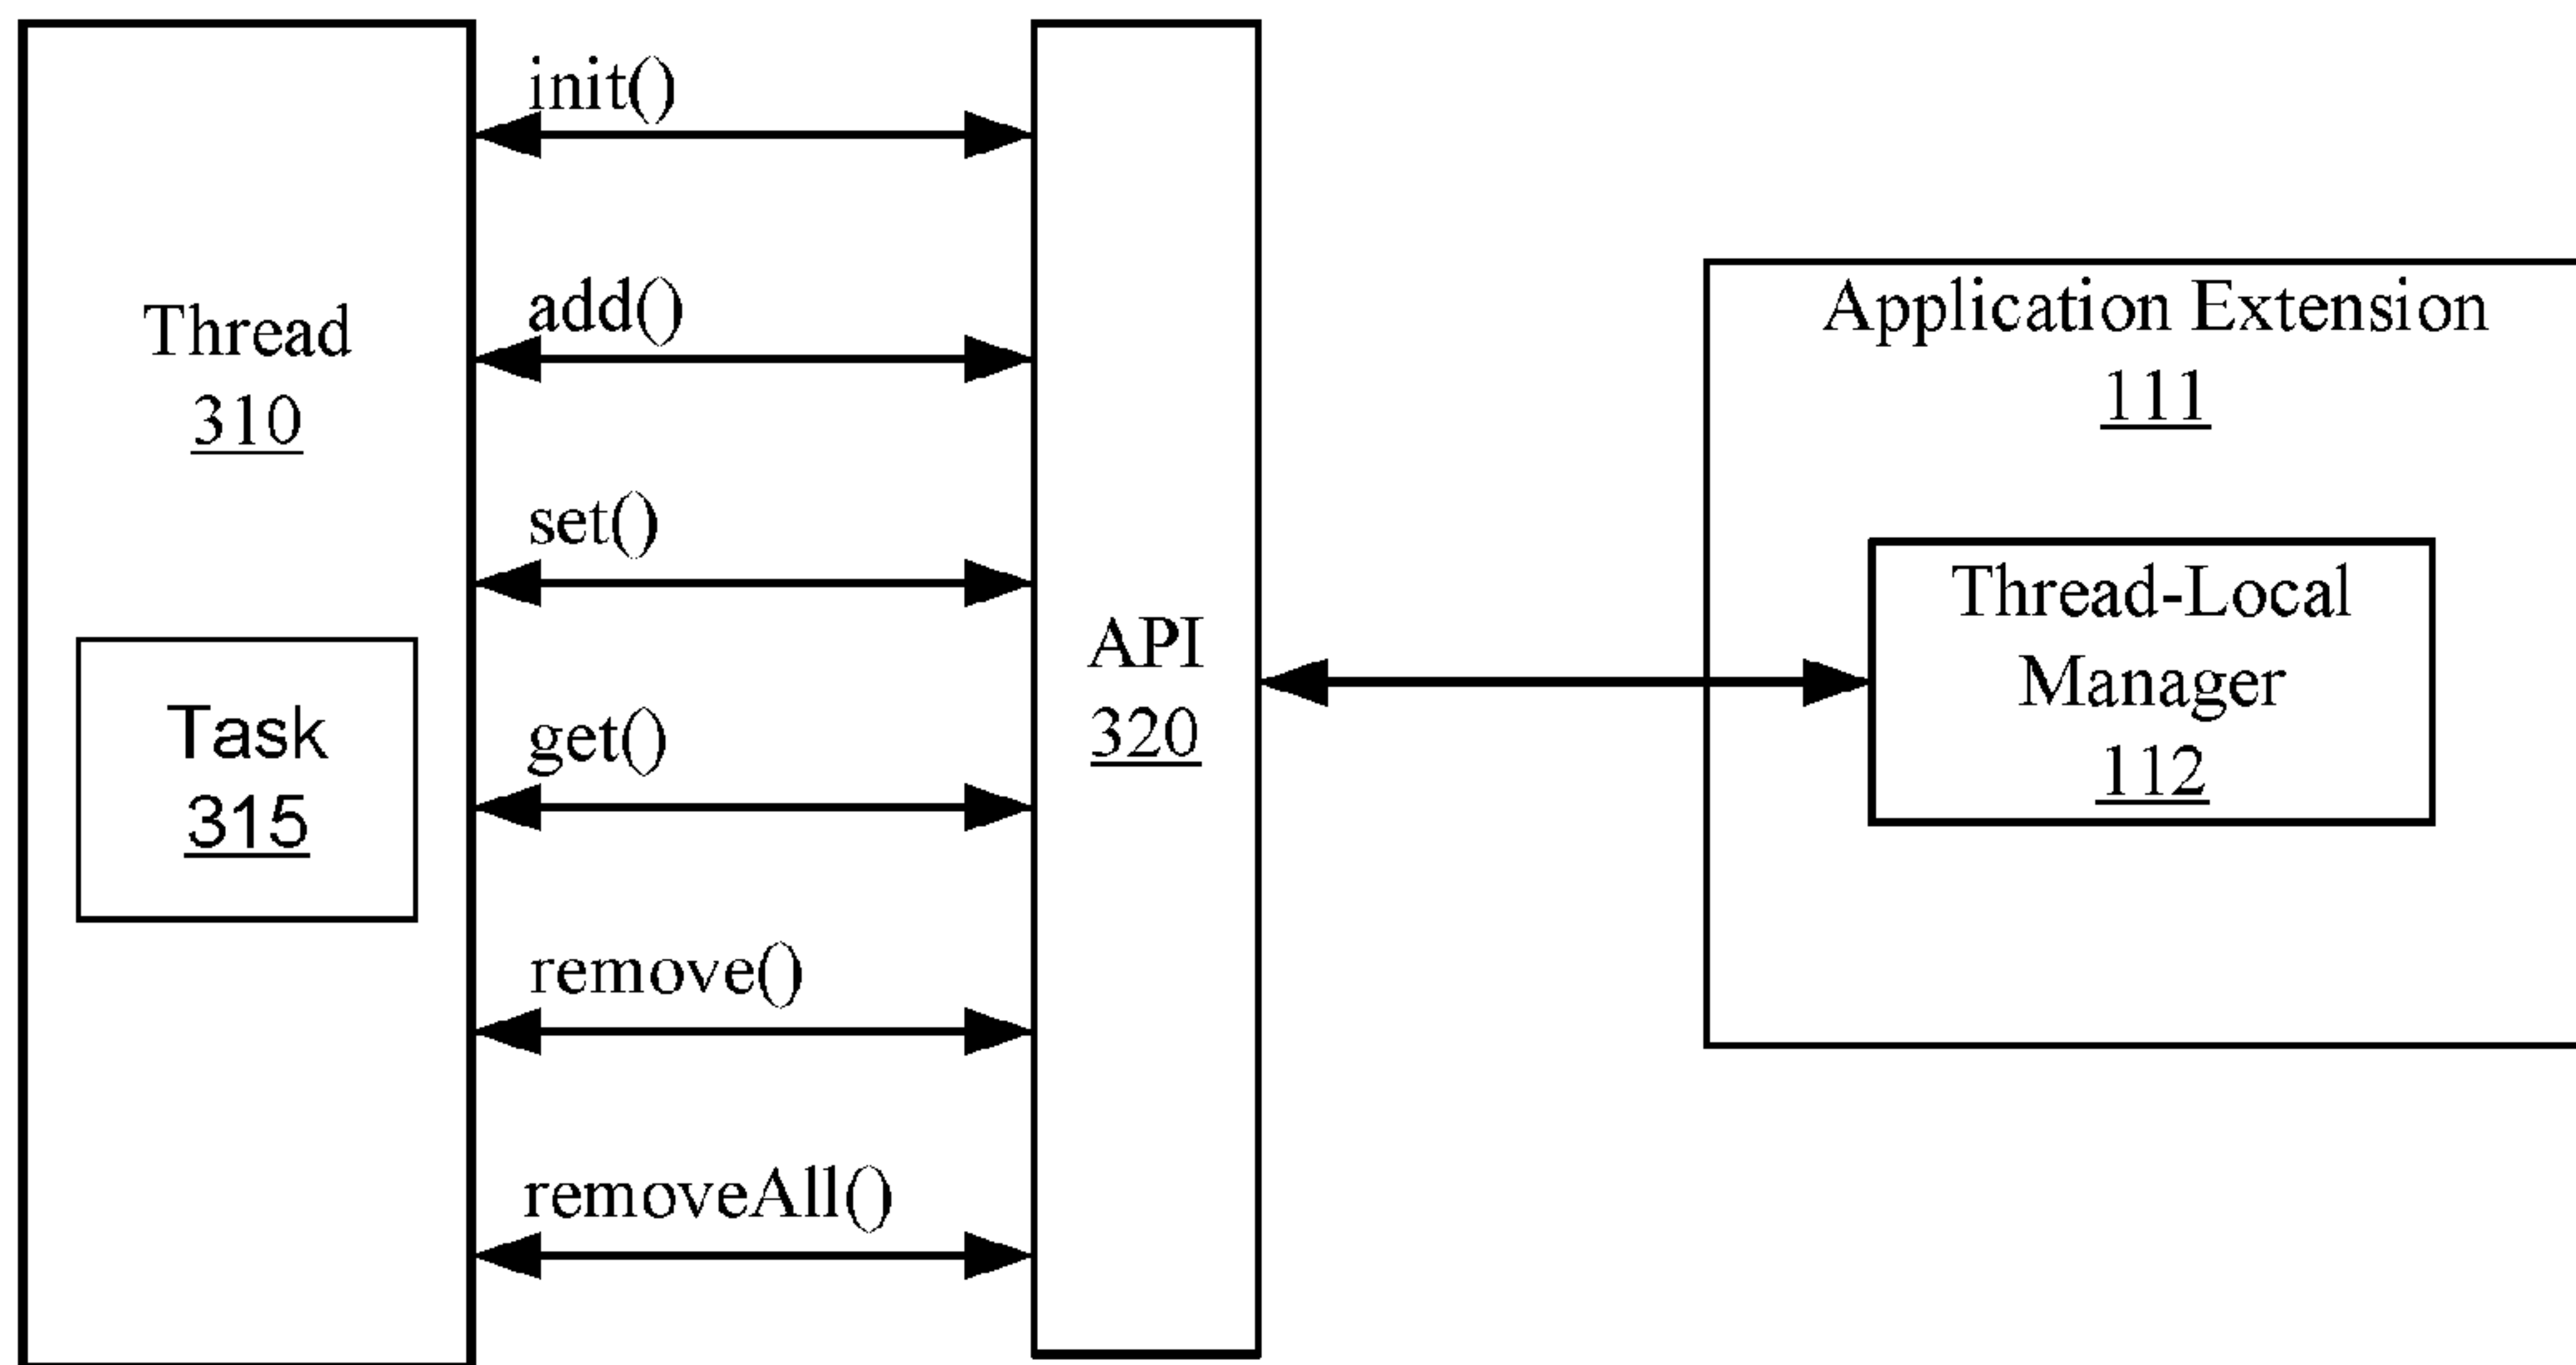 Thread
310
Task
315
init()
add()
set()
get()
remove()
removeAll()
API
320
Application Extension
111
Thread-Local
Manager
112